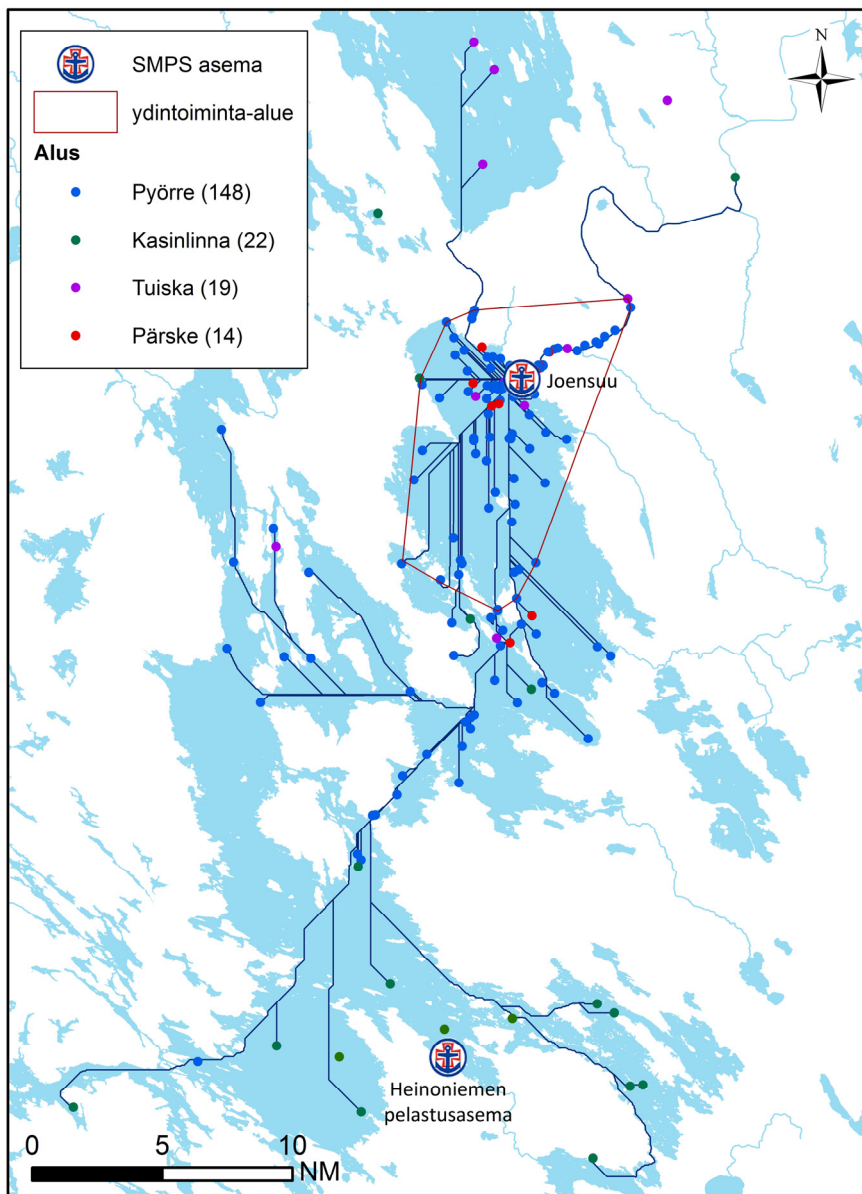 SMPS asema
ydintoiminta-alue
Alus
Pyörre (148)
Kasinlinna (22)
Tuiska (19)
Pärske (14)
N
Joensuu
Heinoniemen
pelastusasema
0 5 10
NM